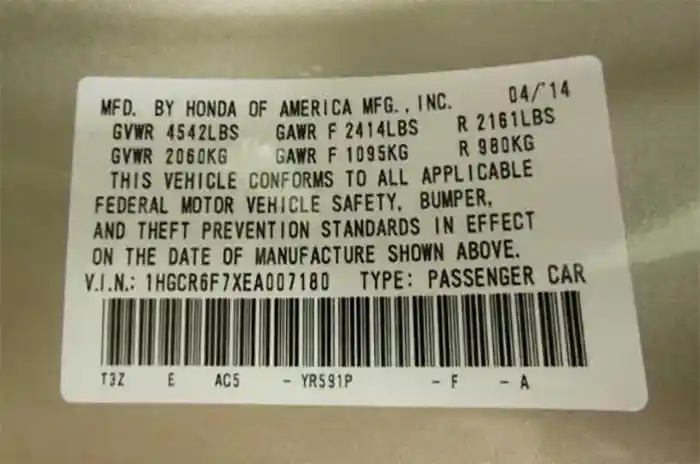 MFD. BY HONDA OF AMERICA MFG., INC. 04/'14
GVWR 4542LBS GAWR F 2414LBS R 2161LBS
GVWR 2060KG GAWR F 1095KG R 980KG
THIS VEHICLE CONFORMS TO ALL APPLICABLE
FEDERAL MOTOR VEHICLE SAFETY, BUMPER,
AND THEFT PREVENTION STANDARDS IN EFFECT
ON THE DATE OF MANUFACTURE SHOWN ABOVE.
V.I.N.: 1HGCR6F7XEA007180 TYPE: PASSENGER CAR
T3Z E AC5 - YR591P - F - A